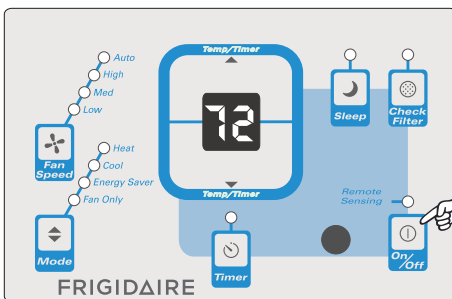 Auto
High
Med
Low
Fan
Speed
Heat
Cool
Energy Saver
Fan Only
Mode
Temp/Timer
72
Temp/Timer
Sleep
Check
Filter
Remote
Sensing
Timer
On/Off
FRIGIDAIRE